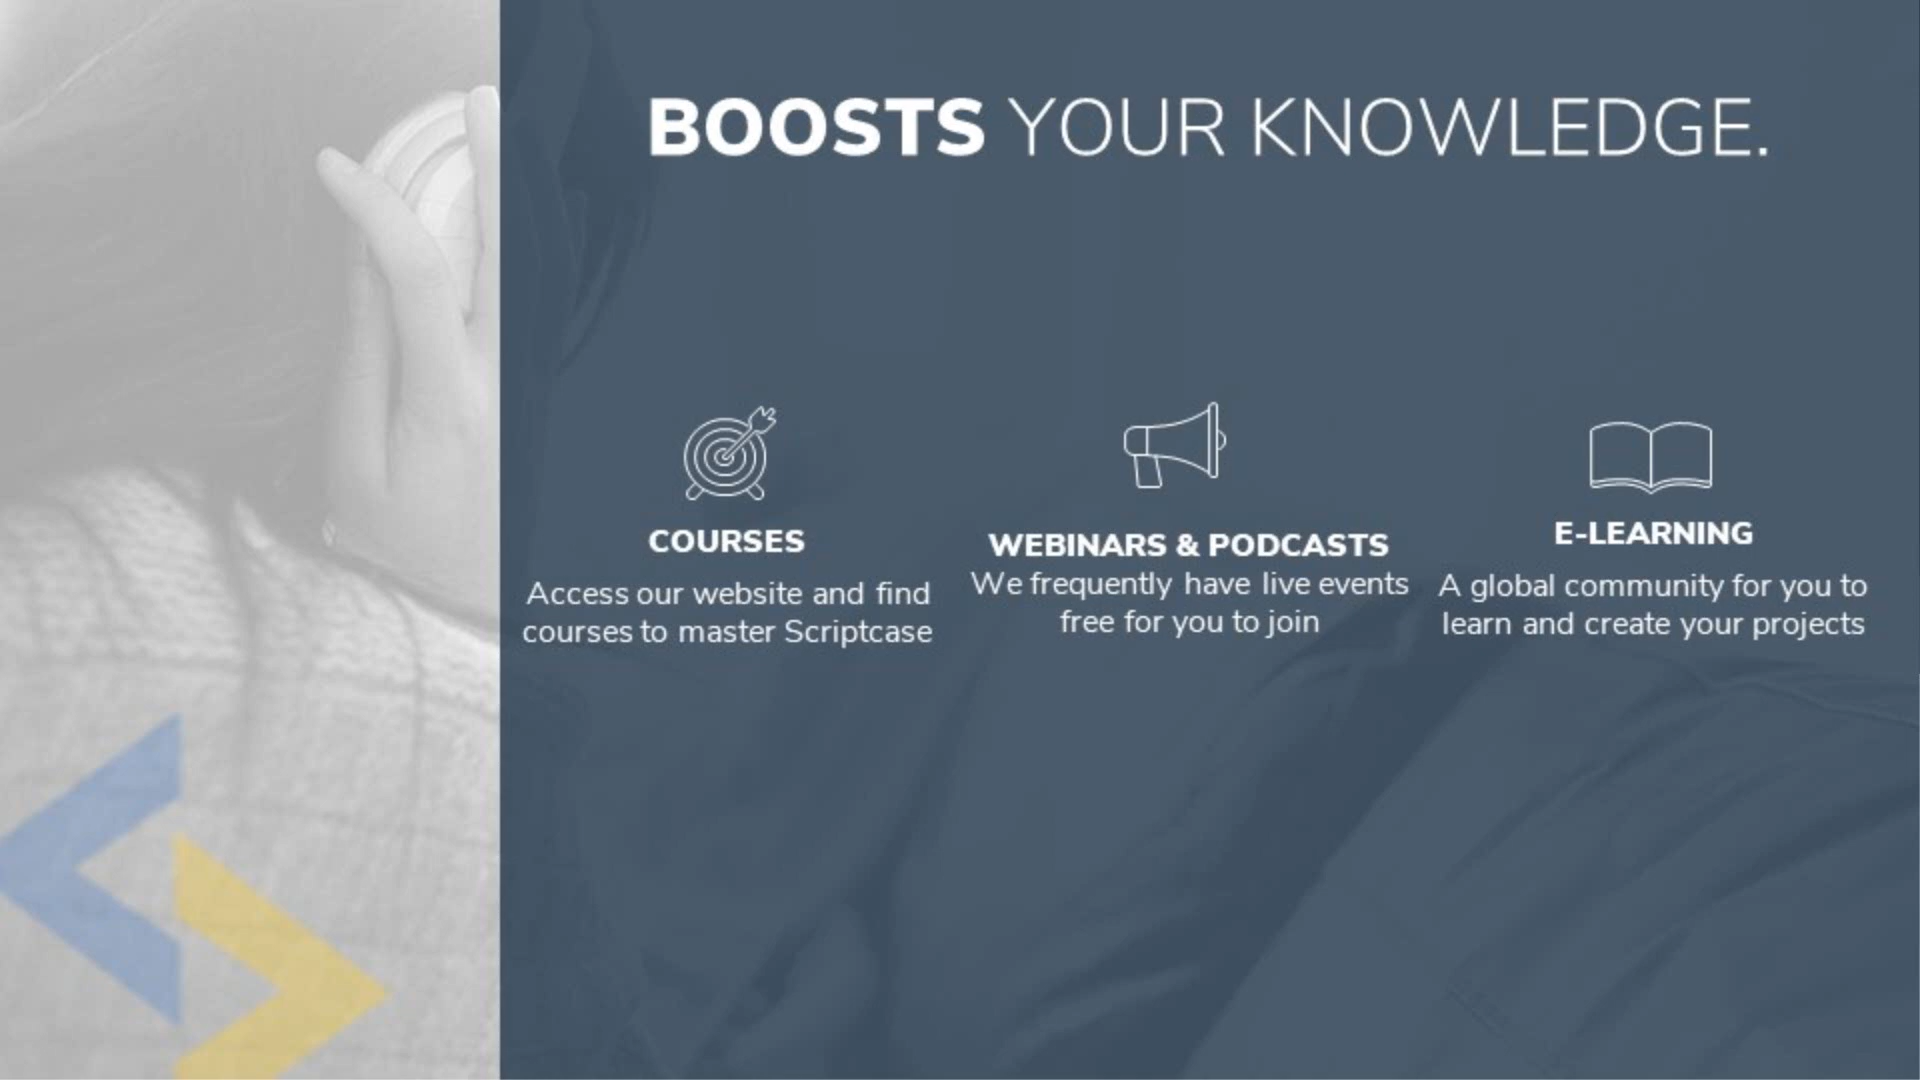 BOOSTS YOUR KNOWLEDGE.
COURSES
Access our website and find
courses to master Scriptcase
WEBINARS & PODCASTS
We frequently have live events
free for you to join
E-LEARNING
A global community for you to
learn and create your projects